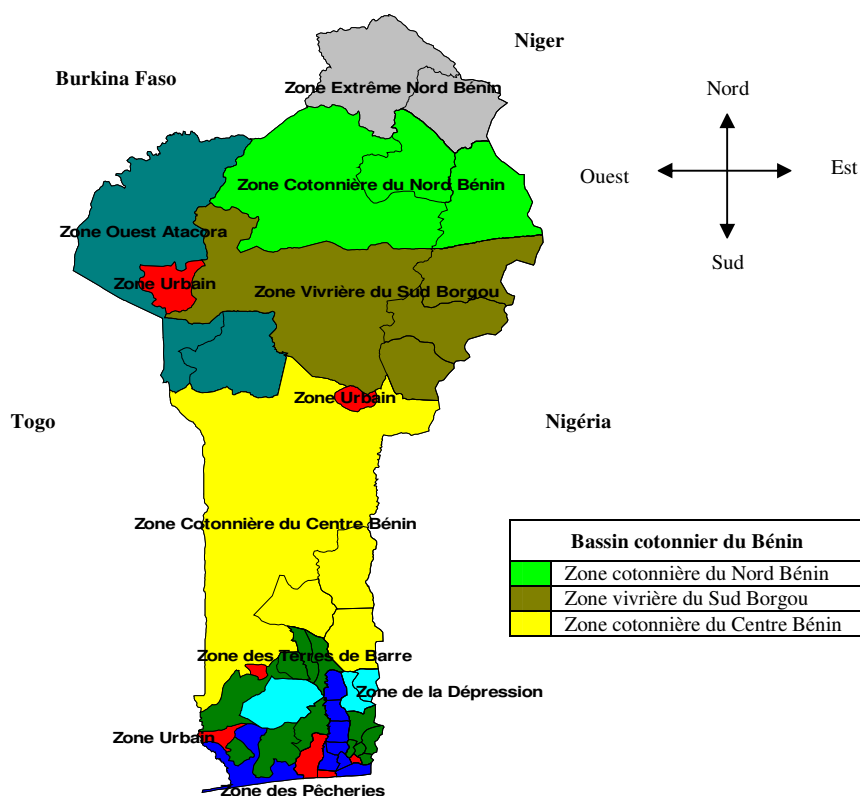 Niger
Burkina Faso
Zone Extrême Nord Bénin
Nord
Ouest
Est
Sud
Zone Cotonnière du Nord Bénin
Zone Ouest Atacora
Zone Urbain
Zone Vivrière du Sud Borgou
Zone Urbain
Togo
Nigéria
Zone Cotonnière du Centre Bénin
Bassin cotonnier du Bénin
Zone cotonnière du Nord Bénin
Zone vivrière du Sud Borgou
Zone cotonnière du Centre Bénin
Zone des Terres de Barre
Zone de la Dépression
Zone Urbain
Zone des Pêcheries